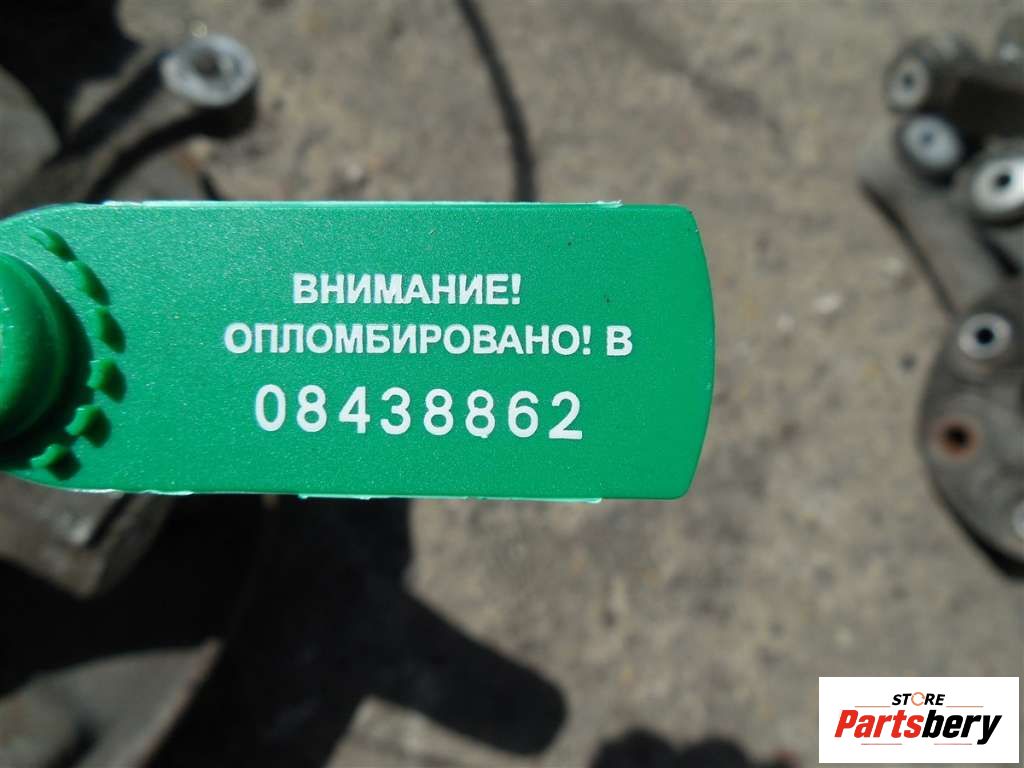 ВНИМАНИЕ!
ОПЛОМБИРОВАНО! В
08438862
STORE
Partsbery